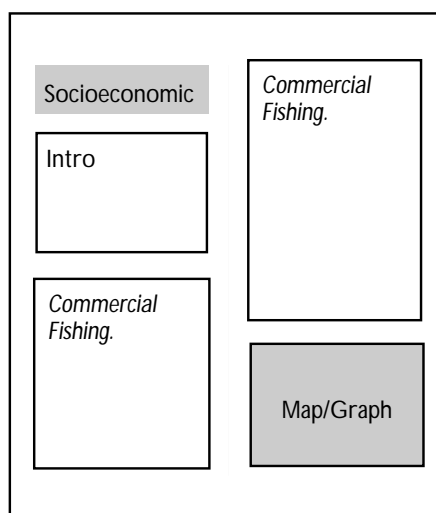 Socioeconomic
Intro
Commercial
Fishing.
Commercial
Fishing.
Map/Graph